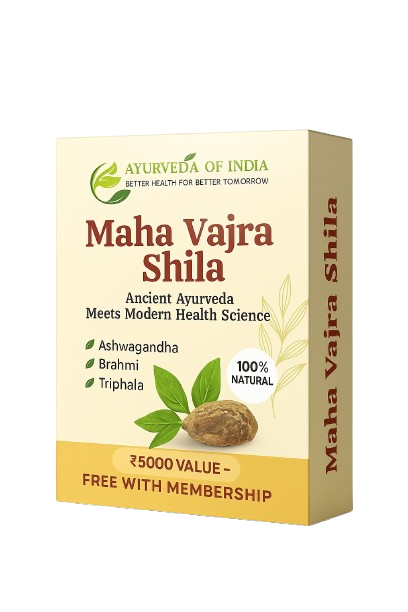 AYURVEDA OF INDIA
BETTER HEALTH FOR BETTER TOMORROW
Maha Vajra
Shila
Ancient Ayurveda
Meets Modern Health Science
Ashwagandha
Brahmi
Triphala
100%
NATURAL
₹5000 VALUE –
FREE WITH MEMBERSHIP
Maha Vajra Shila